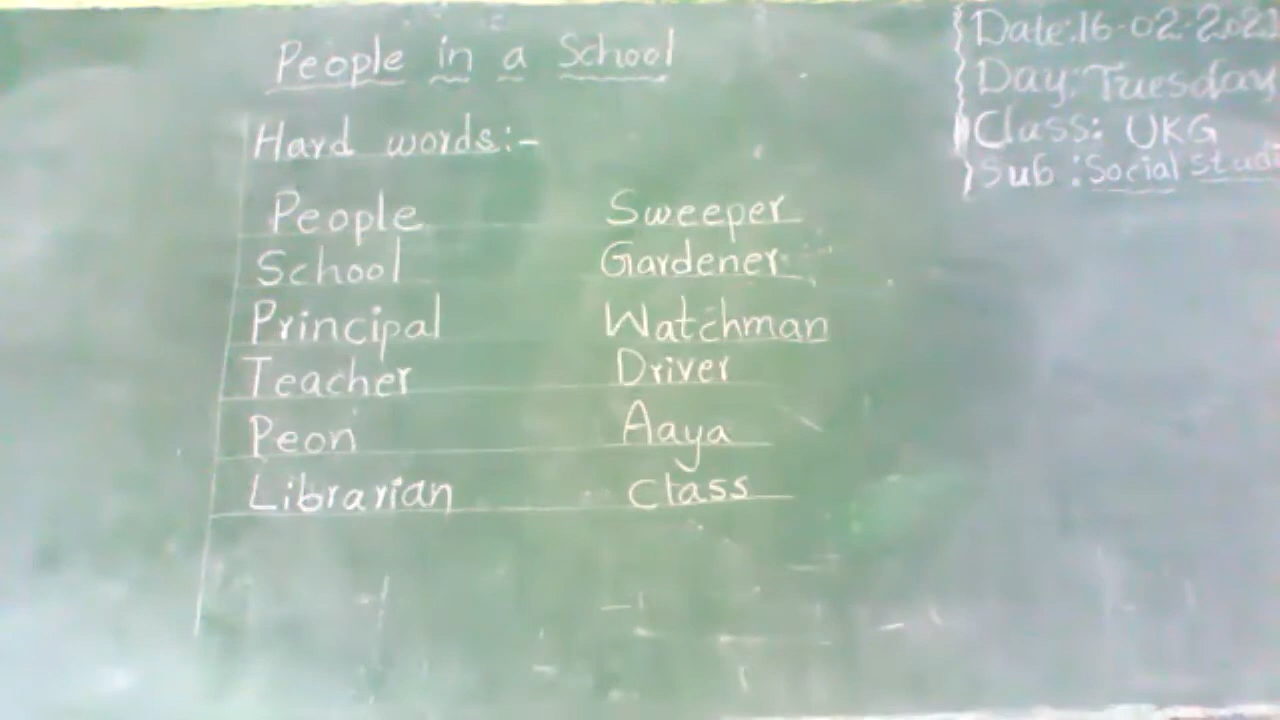 People in a School
Date:16-02-2021
Day: Tuesday
Class: UKG
Sub : Social Studi
Hard words:-
People Sweeper
School Gardener
Principal Watchman
Teacher Driver
Peon Aaya
Librarian Class